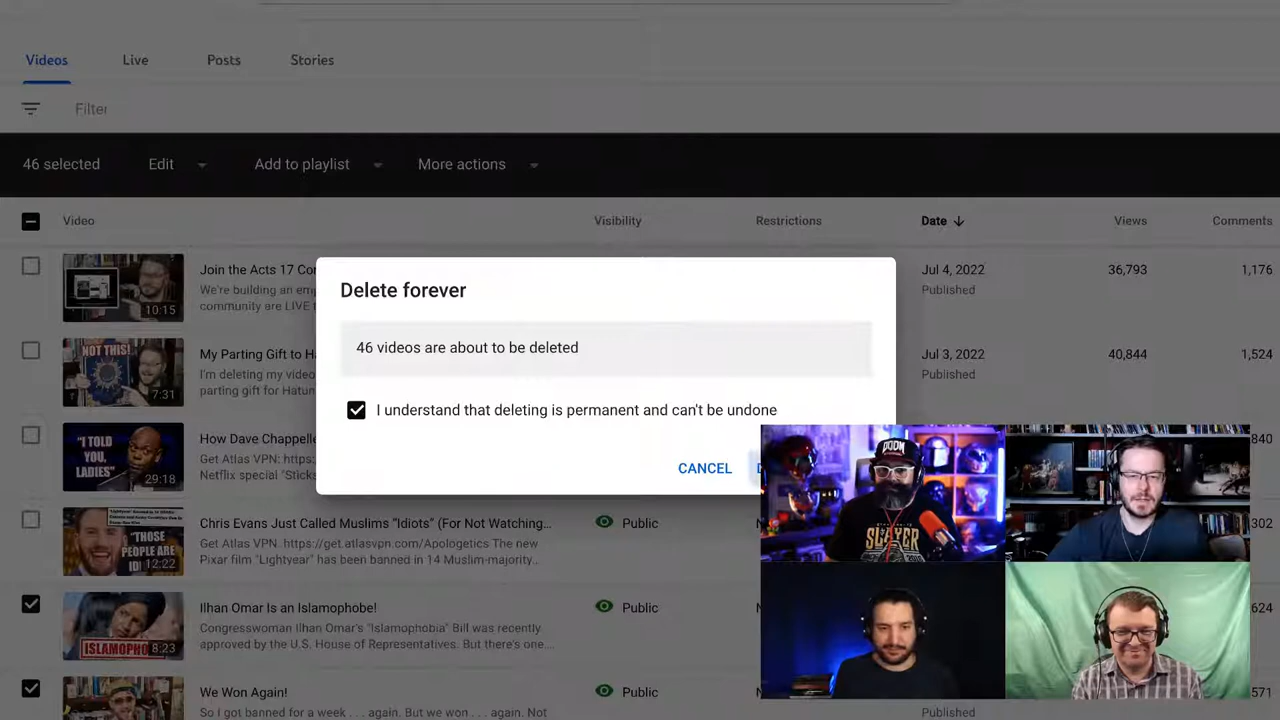 Videos Live Posts Stories
Filter
46 selected Edit Add to playlist More actions
Video Visibility Restrictions Date Views Comments
Join the Acts 17
We're building an
community are LIVE
10:15
Jul 4, 2022 36,793 1,176
Published
NOT THIS!
7:31
My Parting Gift to
I'm deleting my
parting gift for Hatun
Jul 3, 2022 40,844 1,524
Published
Delete forever
46 videos are about to be deleted
I understand that deleting is permanent and can't be undone
CANCEL
"I TOLD
YOU,
LADIES"
29:18
How Dave Chappelle
Get Atlas VPN:
Netflix special
840
"THOSE
PEOPLE ARE
12:22
Chris Evans Just Called Muslims “Idiots” (For Not Watching...
Get Atlas VPN. https://get.atlasvpn.com/Apologetics The new
Pixar film "Lightyear" has been banned in 14 Muslim-majority..
Public
302
DOOM
SLAYER
ISLAMOPHO
8:23
Ilhan Omar Is an Islamophobe!
Congresswoman Ilhan Omar's "Islamophobia" Bill was recently
approved by the U.S. House of Representatives. But there's one...
Public
624
We Won Again!
So I got banned for a week . . . again. But we won . . . again. Not
Public
571
Published